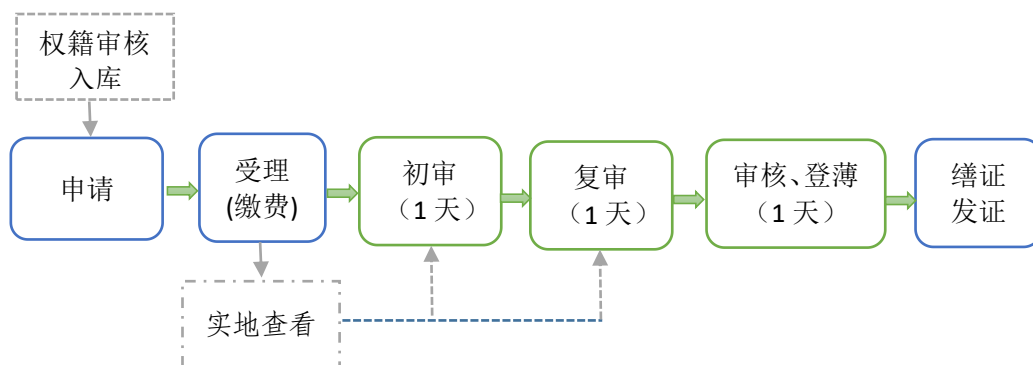 权籍审核
入库
申请
受理
(缴费)
初审
（1 天）
复审
（1 天）
审核、登薄
（1 天）
缮证
发证
实地查看